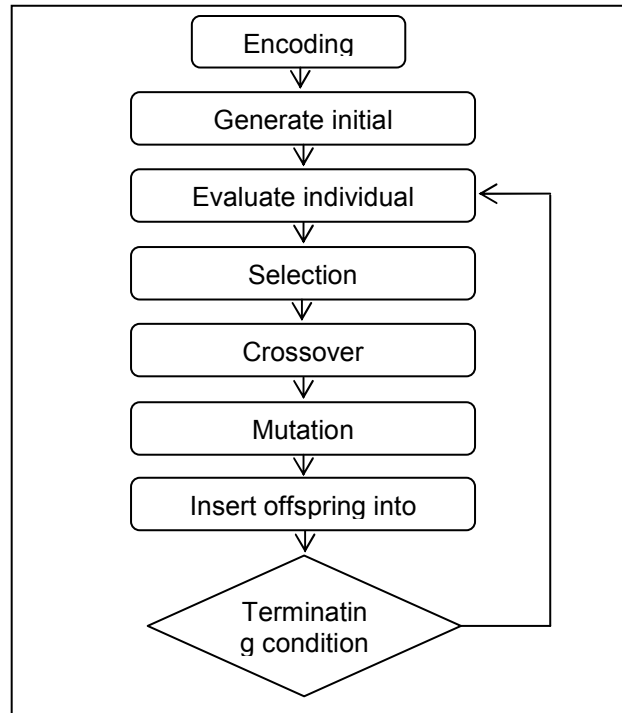 Encoding
Generate initial
Evaluate individual
Selection
Crossover
Mutation
Insert offspring into
Terminatin
g condition